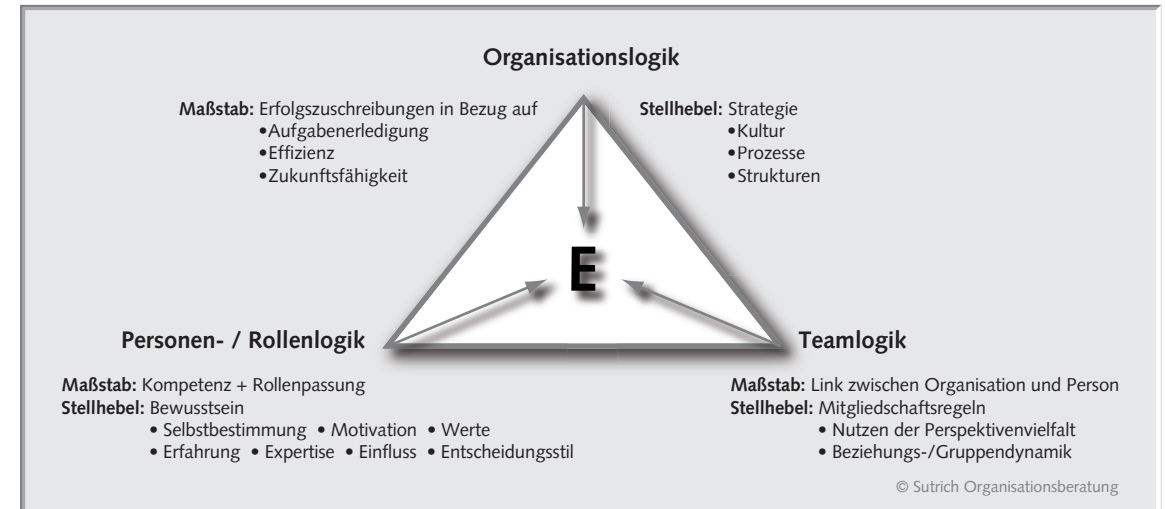 Organisationslogik
Maßstab: Erfolgszuschreibungen in Bezug auf
•Aufgabenerledigung
•Effizienz
•Zukunftsfähigkeit
Stellhebel: Strategie
•Kultur
•Prozesse
•Strukturen
E
Personen- / Rollenlogik
Maßstab: Kompetenz + Rollenpassung
Stellhebel: Bewusstsein
• Selbstbestimmung • Motivation • Werte
• Erfahrung • Expertise • Einfluss • Entscheidungsstil
Teamlogik
Maßstab: Link zwischen Organisation und Person
Stellhebel: Mitgliedschaftsregeln
• Nutzen der Perspektivenvielfalt
• Beziehungs-/Gruppendynamik
© Sutrich Organisationsberatung